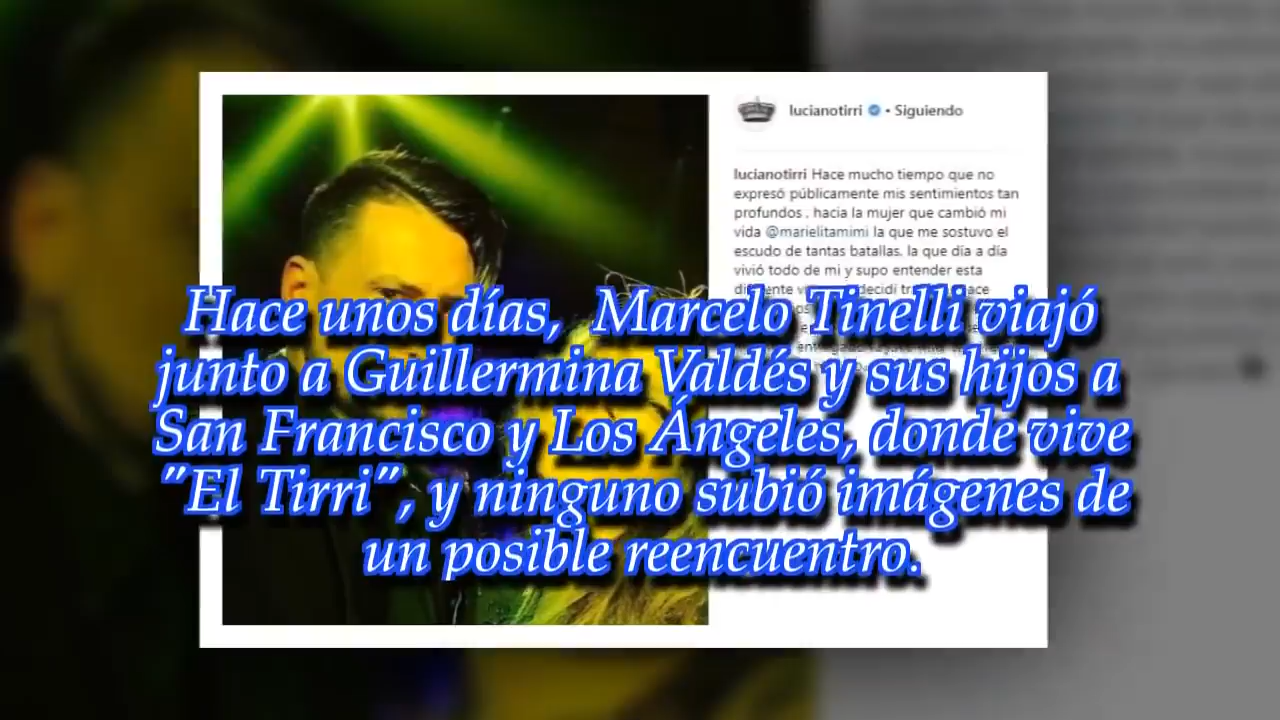 lucianotirri • Siguiendo
lucianotirri Hace mucho tiempo que no
expresó públicamente mis sentimientos tan
profundos , hacia la mujer que cambió mi
vida @marielitamimi la que me sostuvo el
escudo de tantas batallas, la que día a día
vivió todo de mi y supo entender esta
decidí
Hace unos días, Marcelo Tinelli viajó
junto a Guillermina Valdés y sus hijos a
San Francisco y Los Ángeles, donde vive
"El Tirri", y ninguno subió imágenes de
un posible reencuentro.